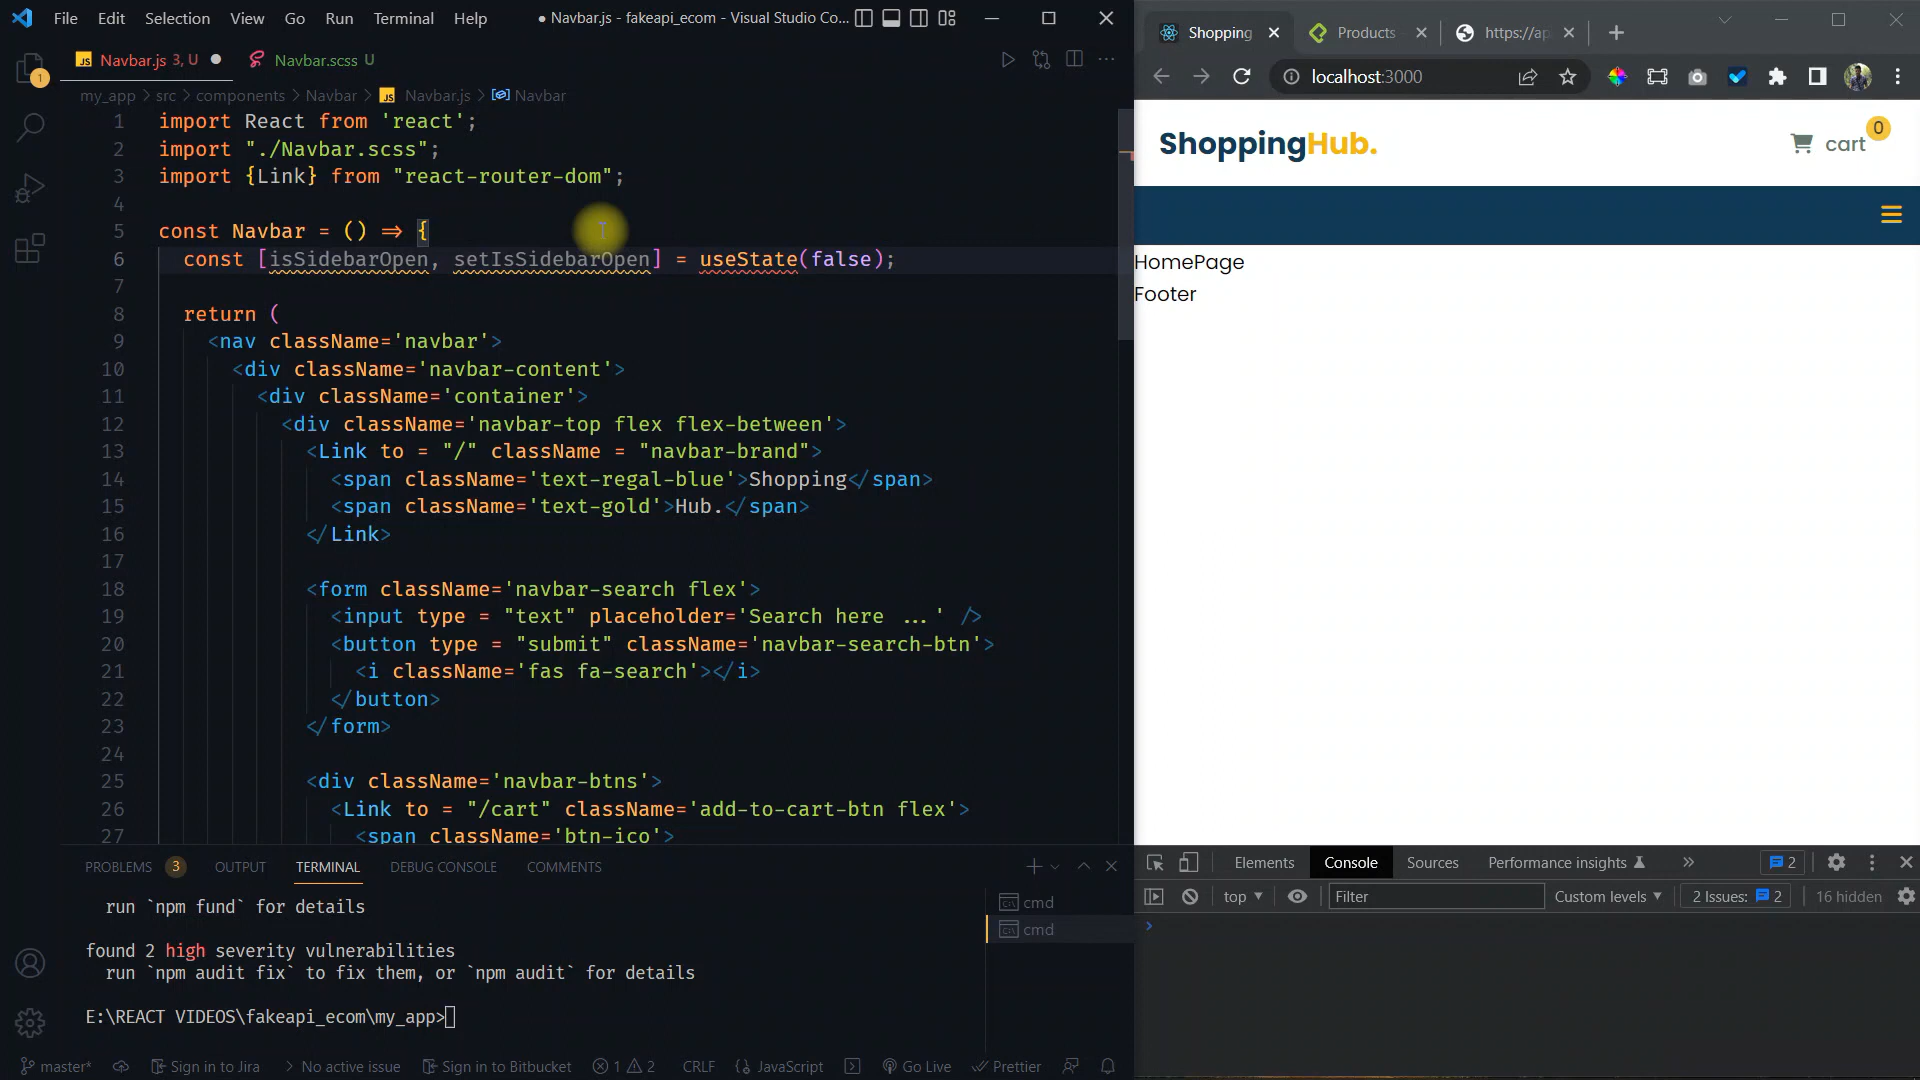 File Edit Selection View Go Run Terminal Help ● Navbar.js - fakeapi_ecom - Visual Studio Co...
Navbar.js 3, U ●
Navbar.scss U
my_app > src > components > Navbar > Navbar.js > Navbar
1 import React from 'react';
2 import "./Navbar.scss";
3 import {Link} from "react-router-dom";
4
5 const Navbar = () => {
6 const [isSidebarOpen, setIsSidebarOpen] = useState(false);
7
8 return (
9 <nav className='navbar'>
10 <div className='navbar-content'>
11 <div className='container'>
12 <div className='navbar-top flex flex-between'>
13 <Link to = "/" className = "navbar-brand">
14 <span className='text-regal-blue'>Shopping</span>
15 <span className='text-gold'>Hub.</span>
16 </Link>
17
18 <form className='navbar-search flex'>
19 <input type = "text" placeholder='Search here ...' />
20 <button type = "submit" className='navbar-search-btn'>
21 <i className='fas fa-search'></i>
22 </button>
23 </form>
24
25 <div className='navbar-btns'>
26 <Link to = "/cart" className='add-to-cart-btn flex'>
27 <span className='btn-ico'>
1
PROBLEMS 3 OUTPUT TERMINAL DEBUG CONSOLE COMMENTS
run `npm fund` for details
found 2 high severity vulnerabilities
run `npm audit fix` to fix them, or `npm audit` for details
E:\REACT VIDEOS\fakeapi_ecom\my_app>
cmd
cmd
master* Sign in to Jira No active issue Sign in to Bitbucket 1 2 CRLF JavaScript Go Live Prettier
Shopping
Products
https://ap
localhost:3000
ShoppingHub.
cart 0
HomePage
Footer
Elements Console Sources Performance insights 2
top Filter Custom levels 2 Issues: 2 16 hidden